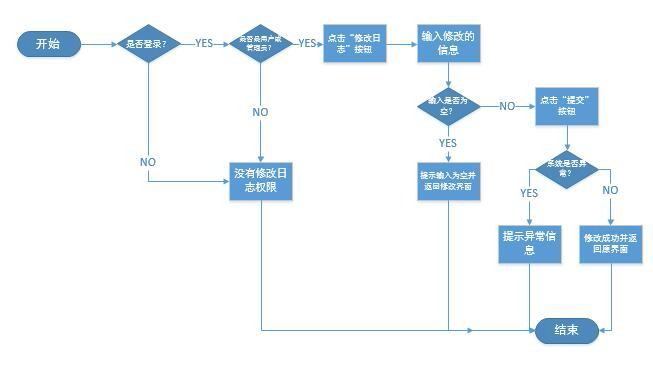 开始
是否登录?
YES
是否是用户或
管理员?
YES
点击“修改日
志”按钮
输入修改的
信息
输入是否为
空?
NO
点击“提交”
按钮
NO
NO
YES
没有修改日
志权限
提示输入为空并
返回修改界面
系统是否异
常?
YES
NO
提示异常信
息
修改成功并返
回原界面
结束